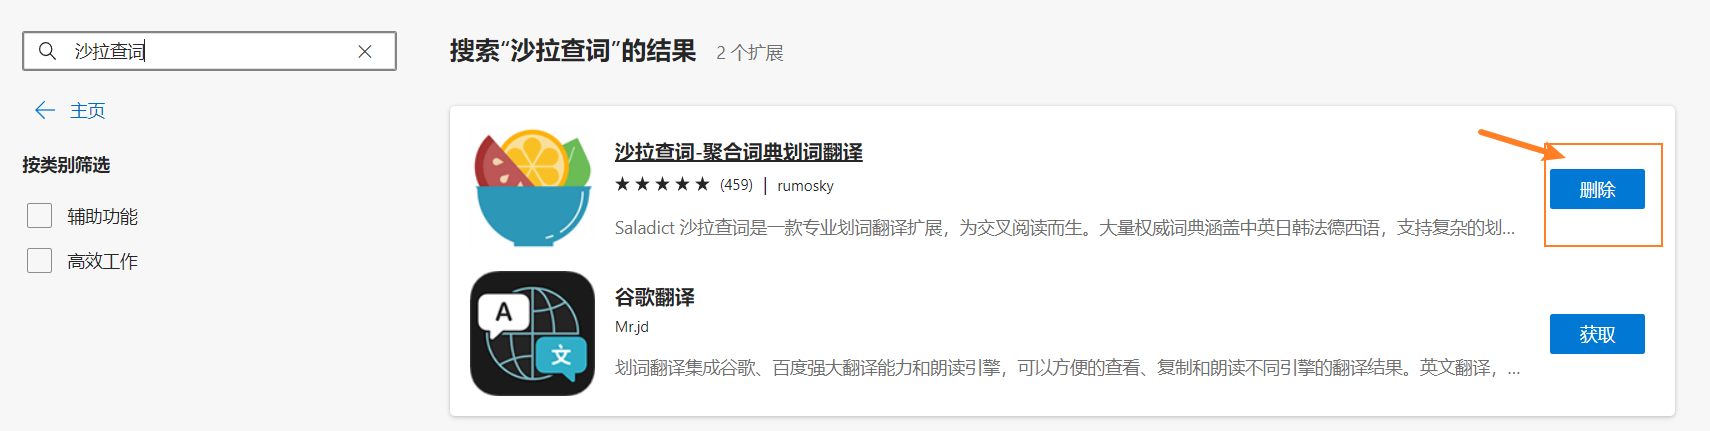 沙拉查词
主页
按类别筛选
辅助功能
高效工作
搜索“沙拉查词”的结果 2 个扩展
沙拉查词-聚合词典划词翻译
(459) | rumosky
Saladict 沙拉查词是一款专业划词翻译扩展，为交叉阅读而生。大量权威词典涵盖中英日韩法德西语，支持复杂的划...
删除
A
文
谷歌翻译
Mr.jd
划词翻译集成谷歌、百度强大翻译能力和朗读引擎，可以方便的查看、复制和朗读不同引擎的翻译结果。英文翻译，...
获取